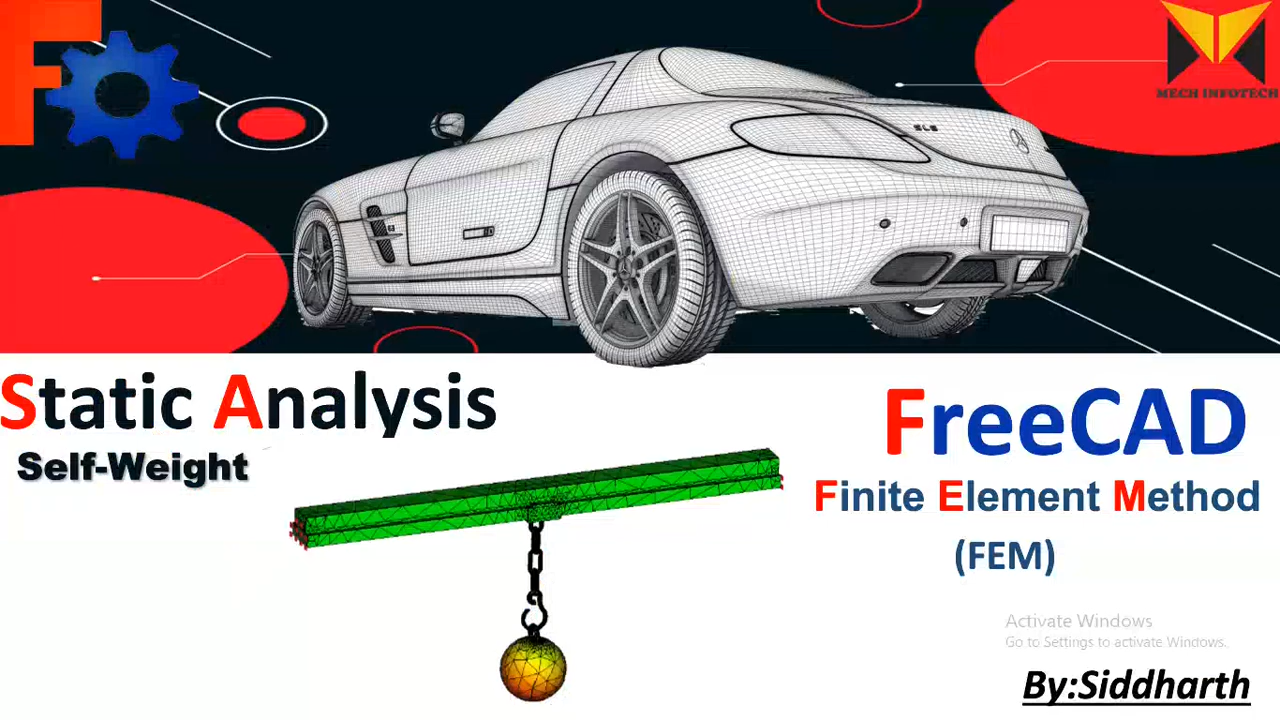 MECH INFOTECH
SLS
Static Analysis
Self-Weight
FreeCAD
Finite Element Method
(FEM)
Activate Windows
Go to Settings to activate Windows.
By:Siddharth